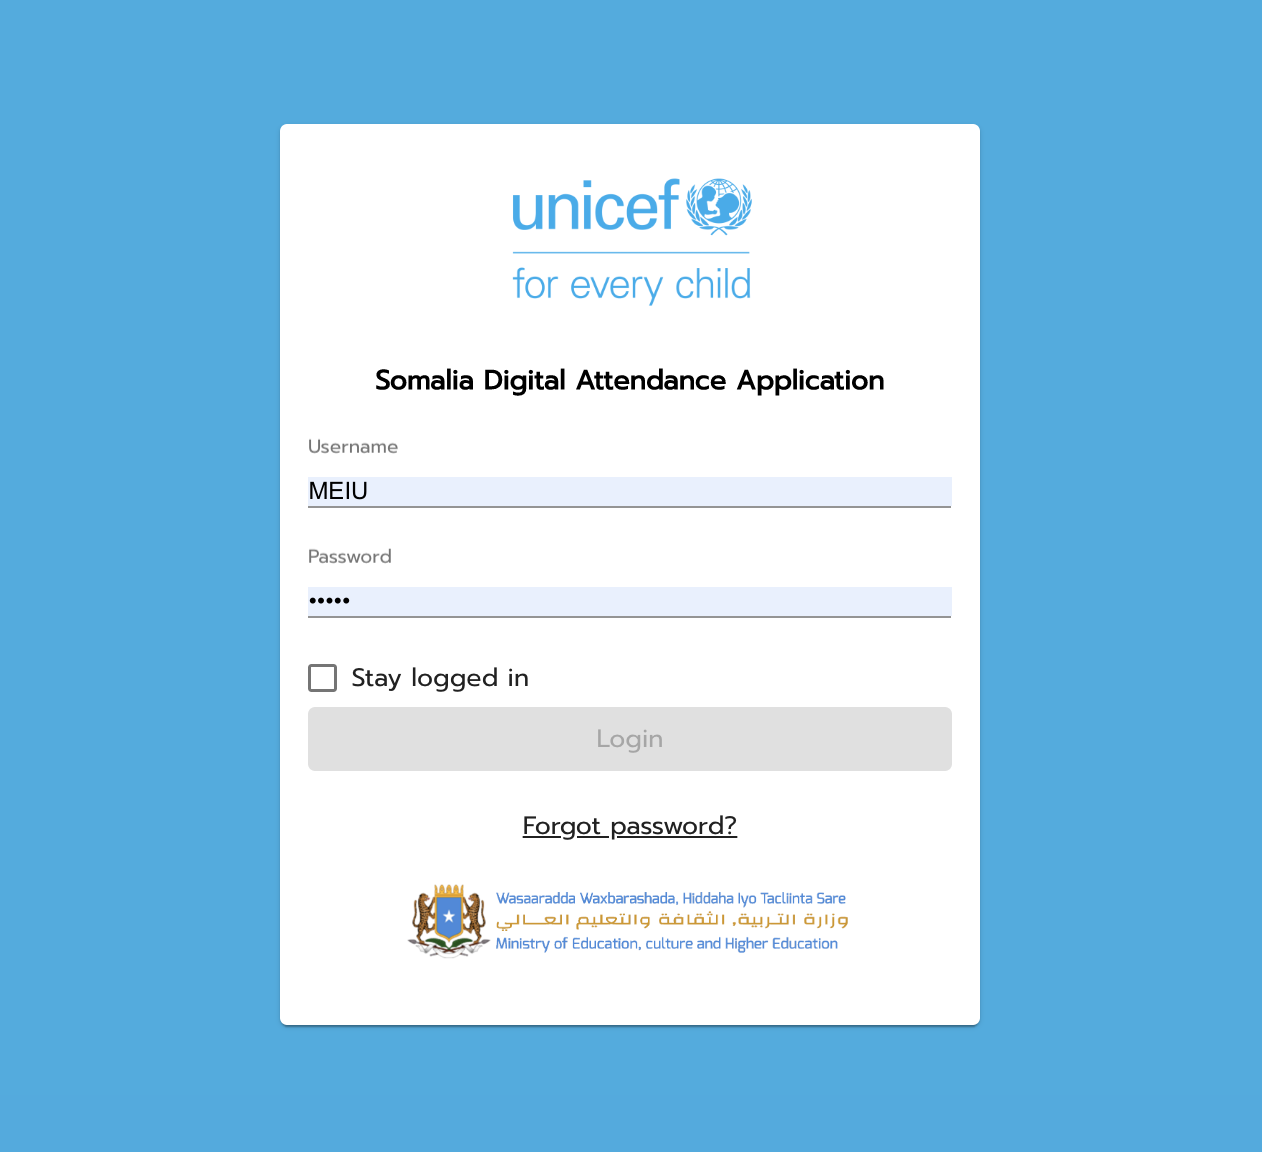 unicef
for every child
Somalia Digital Attendance Application
Username
MEIU
Password
•••••
Stay logged in
Login
Forgot password?
Wasaaradda Waxbarashada, Hiddaha Iyo Tacliinta Sare
وزارة التربية، الثقافة والتعليم العالي
Ministry of Education, culture and Higher Education